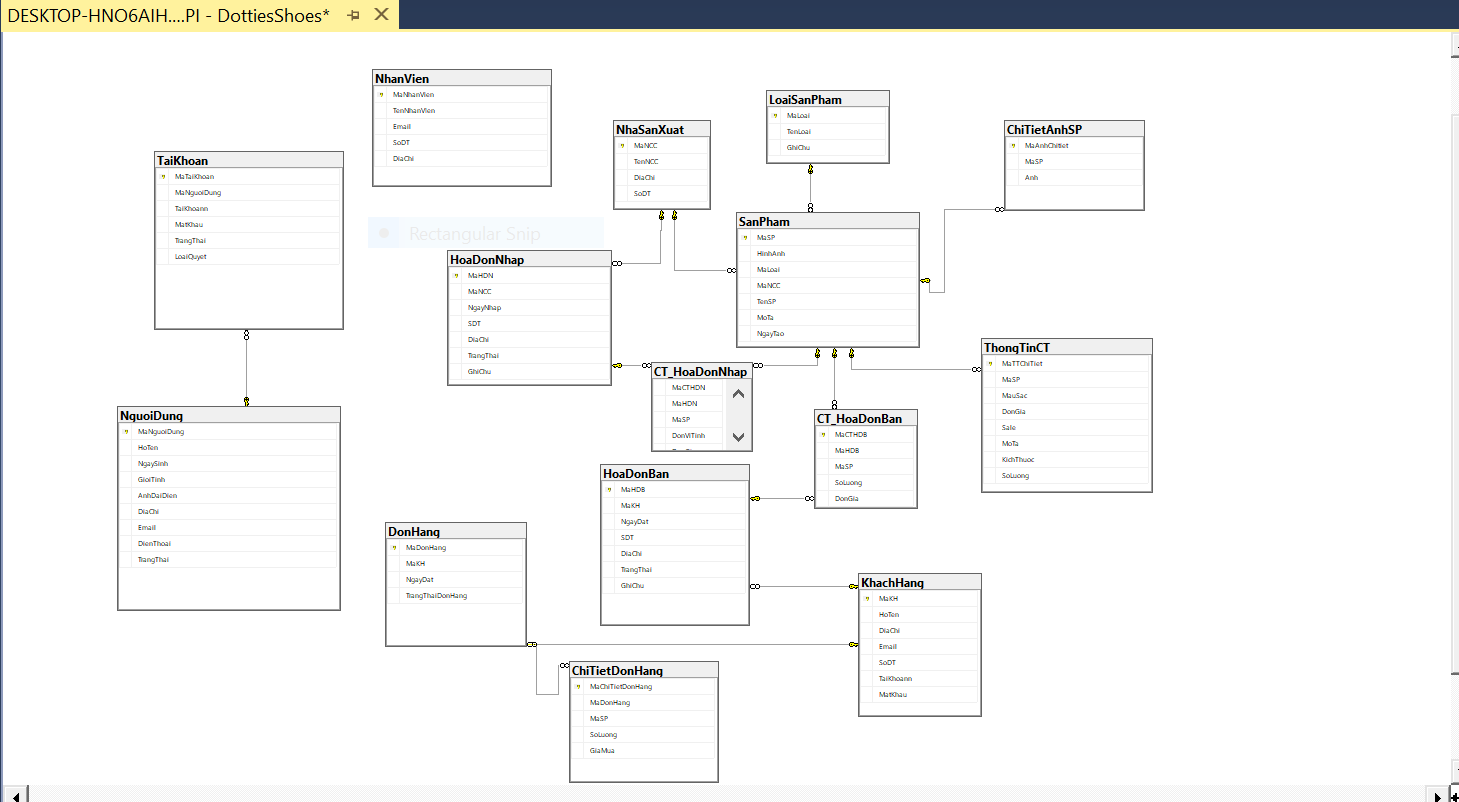 DESKTOP-HNO6AIH....PI - DottiesShoes*
NhanVien
MaNhanVien
TenNhanVien
Email
SoDT
DiaChi
LoaiSanPham
MaLoai
TenLoai
GhiChu
NhaSanXuat
MaNCC
TenNCC
DiaChi
SoDT
ChiTietAnhSP
MaAnhChitiet
MaSP
Anh
TaiKhoan
MaTaiKhoan
MaNguoiDung
TaiKhoann
MatKhau
TrangThai
LoaiQuyet
SanPham
MaSP
HinhAnh
MaLoai
MaNCC
TenSP
MoTa
NgayTao
Rectangular Snip
HoaDonNhap
MaHDN
MaNCC
NgayNhap
SDT
DiaChi
TrangThai
GhiChu
ThongTinCT
MaTTChiTiet
MaSP
MauSac
DonGia
Sale
MoTa
KichThuoc
SoLuong
CT_HoaDonNhap
MaCTHDN
MaHDN
MaSP
DonViTinh
NguoiDung
MaNguoiDung
HoTen
NgaySinh
GioiTinh
AnhDaiDien
DiaChi
Email
DienThoai
TrangThai
CT_HoaDonBan
MaCTHDB
MaHDB
MaSP
SoLuong
DonGia
HoaDonBan
MaHDB
MaKH
NgayDat
SDT
DiaChi
TrangThai
GhiChu
DonHang
MaDonHang
MaKH
NgayDat
TrangThaiDonHang
KhachHang
MaKH
HoTen
DiaChi
Email
SoDT
TaiKhoann
MatKhau
ChiTietDonHang
MaChiTietDonHang
MaDonHang
MaSP
SoLuong
GiaMua